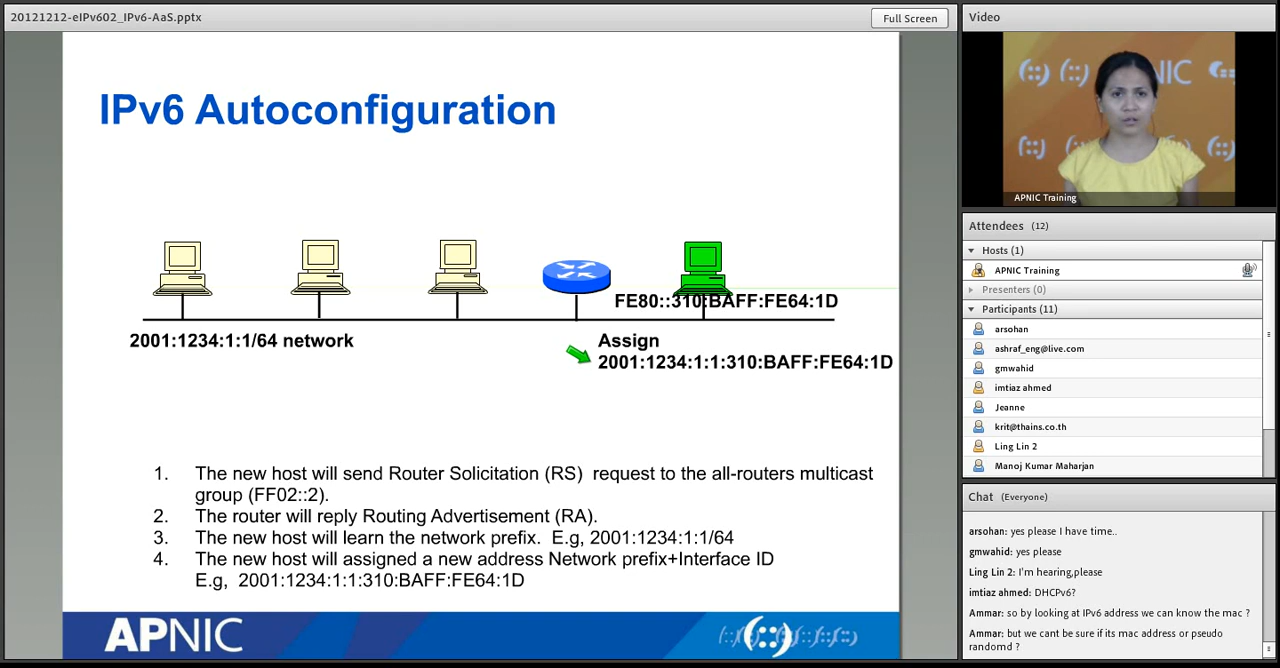 20121212-eIPv602_IPv6-AaS.pptx
Full Screen
IPv6 Autoconfiguration
FE80::310:BAFF:FE64:1D
2001:1234:1:1/64 network
Assign
2001:1234:1:1:310:BAFF:FE64:1D
1. The new host will send Router Solicitation (RS) request to the all-routers multicast
group (FF02::2).
2. The router will reply Routing Advertisement (RA).
3. The new host will learn the network prefix. E.g, 2001:1234:1:1/64
4. The new host will assigned a new address Network prefix+Interface ID
E.g, 2001:1234:1:1:310:BAFF:FE64:1D
APNIC
(::)
Video
NIC
APNIC Training
Attendees (12)
Hosts (1)
APNIC Training
Presenters (0)
Participants (11)
arsohan
ashraf_eng@live.com
gmwahid
imtiaz ahmed
Jeanne
krit@thains.co.th
Ling Lin 2
Manoj Kumar Maharjan
Chat (Everyone)
arsohan: yes please I have time..
gmwahid: yes please
Ling Lin 2: I'm hearing,please
imtiaz ahmed: DHCPv6?
Ammar: so by looking at IPv6 address we can know the mac ?
Ammar: but we cant be sure if its mac address or pseudo
randomd ?